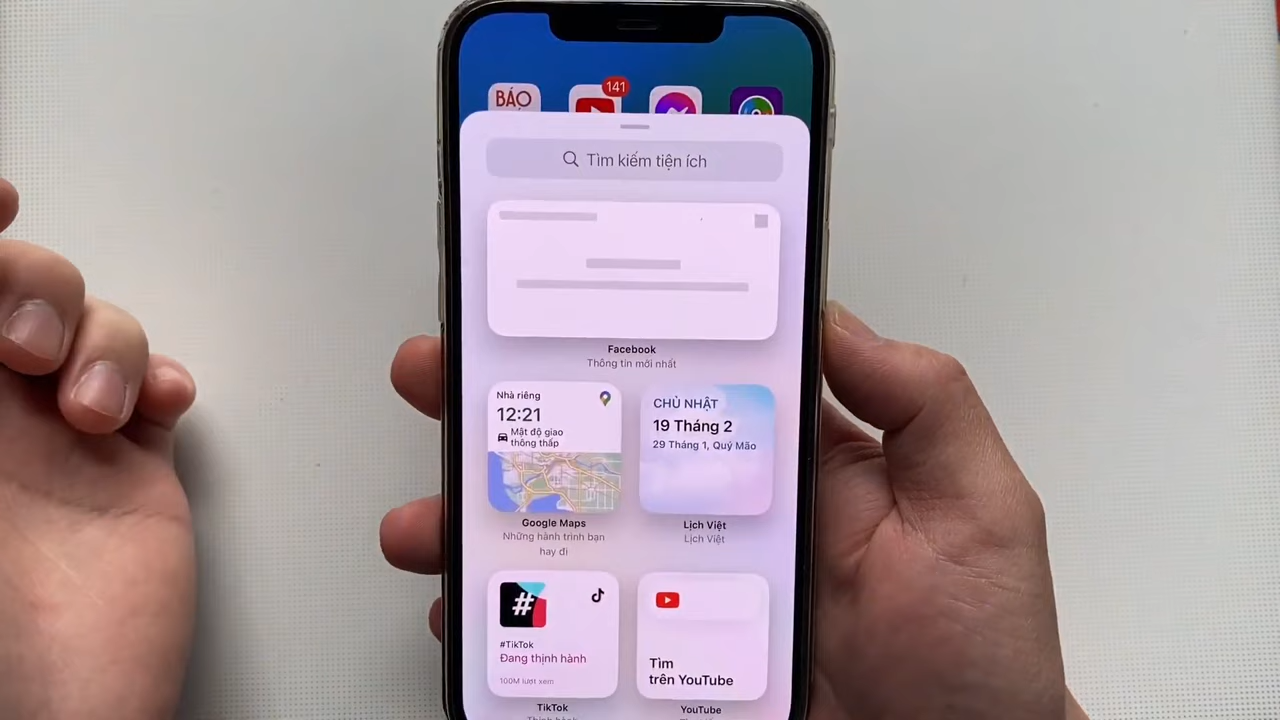 BÁO
141
Tìm kiếm tiện ích
Facebook
Thông tin mới nhất
Nhà riêng
12:21
Mật độ giao
thông thấp
CHỦ NHẬT
19 Tháng 2
29 Tháng 1, Quý Mão
Google Maps
Những hành trình bạn
hay đi
Lịch Việt
Lịch Việt
#
#TikTok
Đang thịnh hành
100M lượt xem
Tìm
trên YouTube
TikTok
YouTube